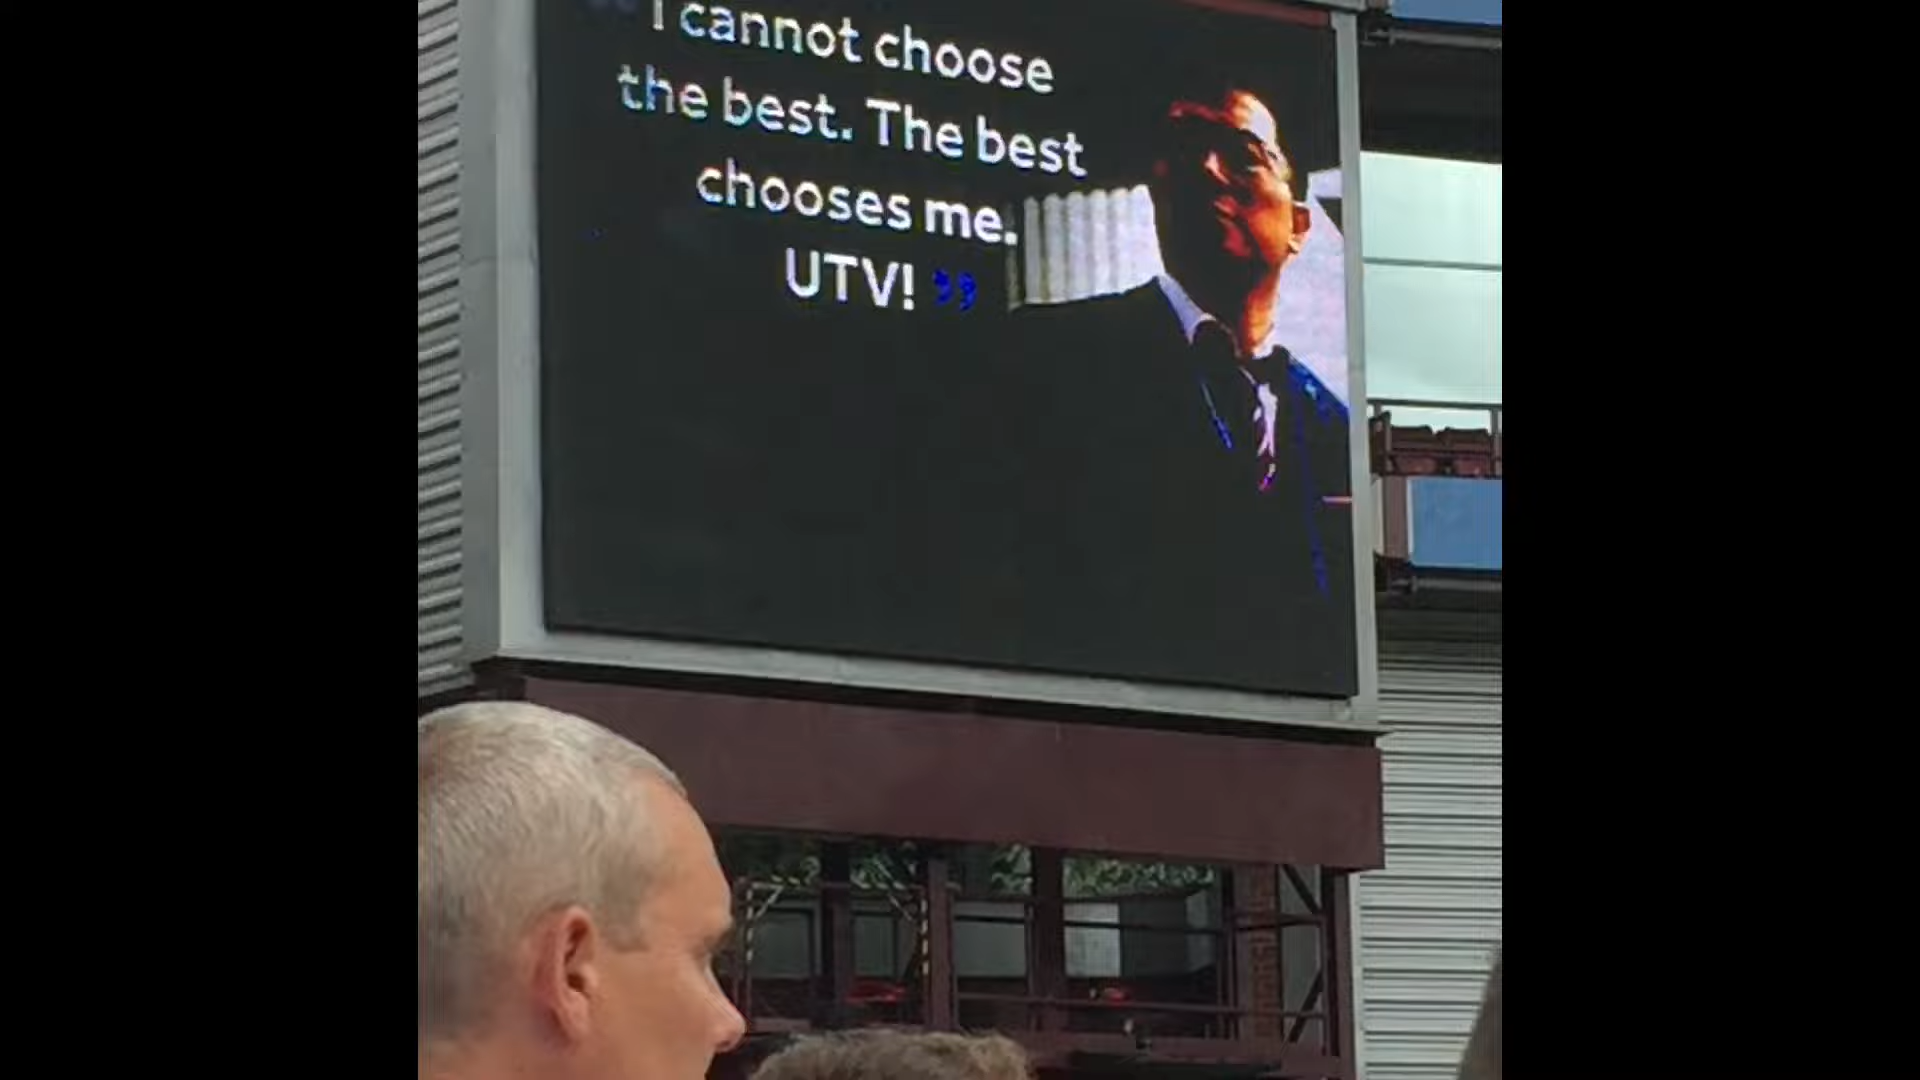 “ I cannot choose
the best. The best
chooses me.
UTV! ”